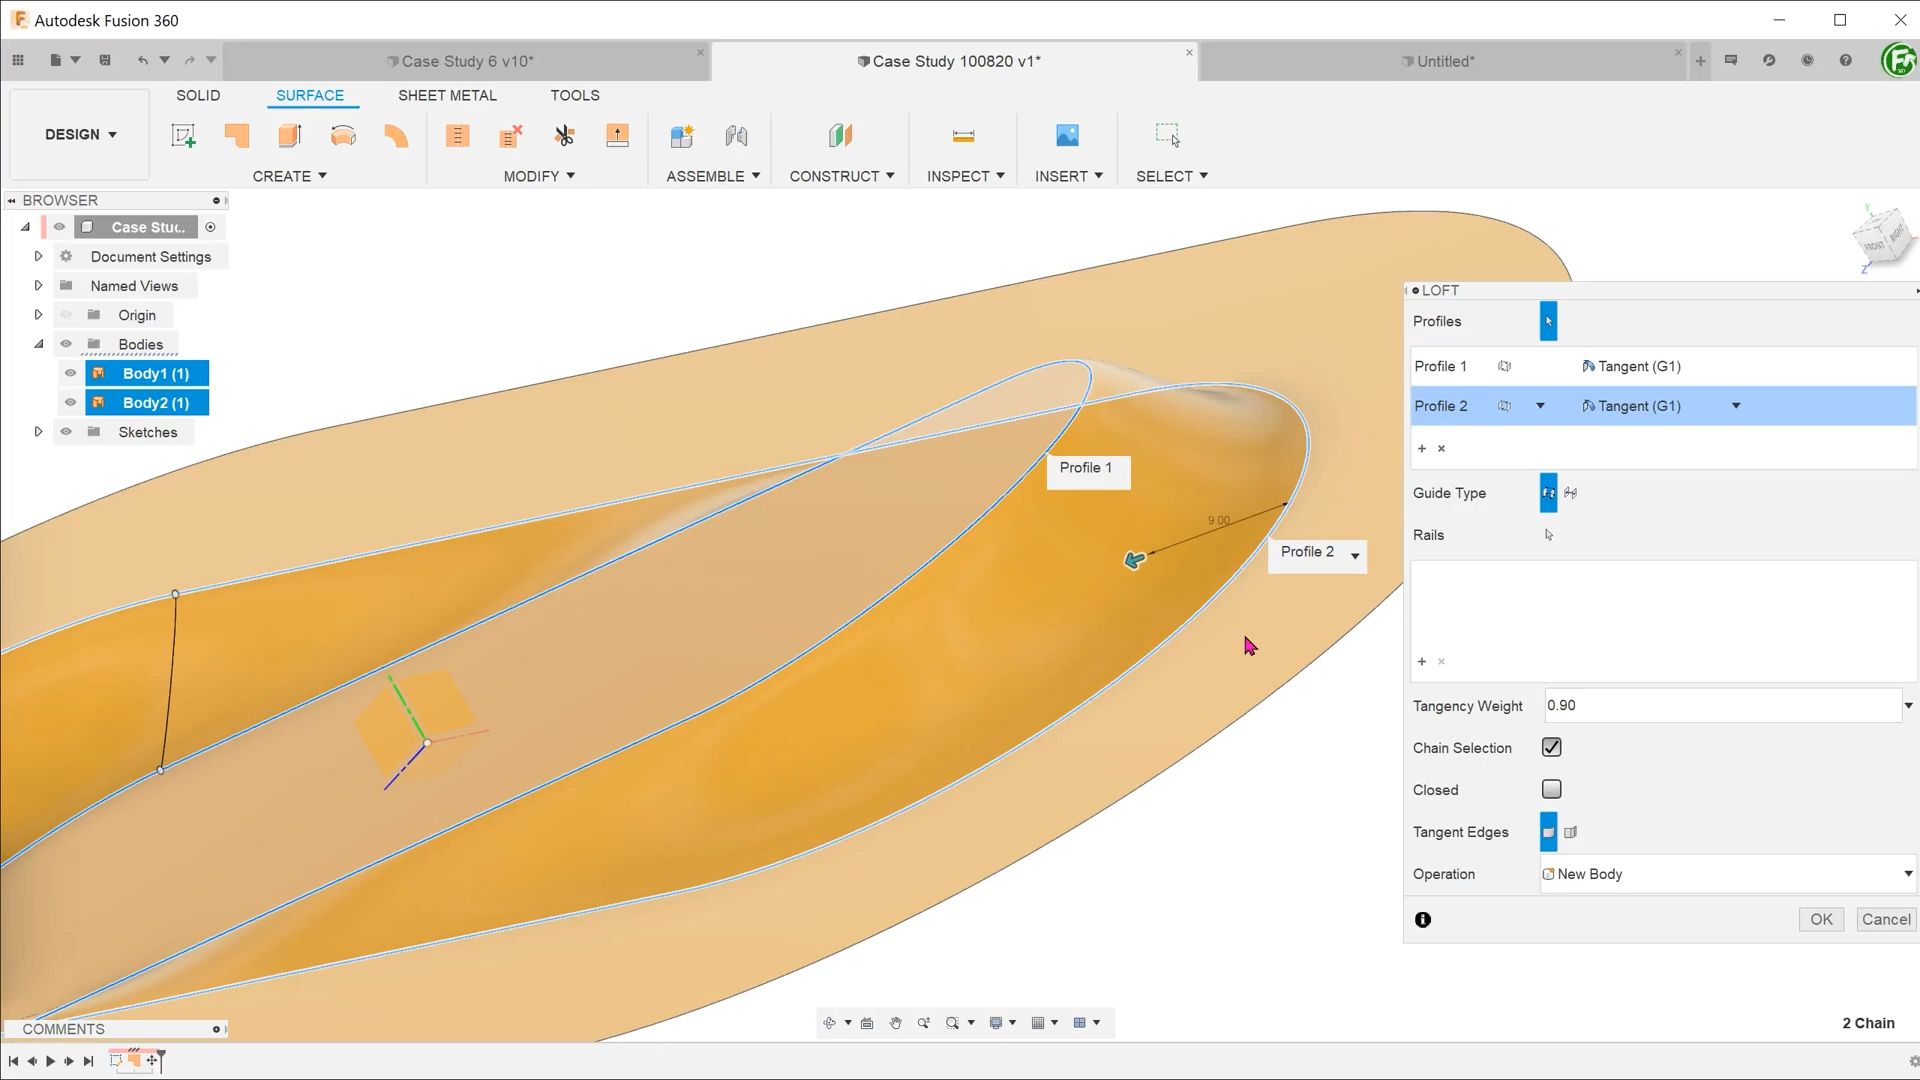 Autodesk Fusion 360
Case Study 6 v10*
Case Study 100820 v1*
Untitled*
SOLID
SURFACE
SHEET METAL
TOOLS
DESIGN
CREATE
MODIFY
ASSEMBLE
CONSTRUCT
INSPECT
INSERT
SELECT
BROWSER
Case Stu..
Document Settings
Named Views
Origin
Bodies
Body1 (1)
Body2 (1)
Sketches
Y
FRONT
RIGHT
Z
LOFT
Profiles
Profile 1
Tangent (G1)
Profile 2
Tangent (G1)
Guide Type
Rails
Tangency Weight
0.90
Chain Selection
Closed
Tangent Edges
Operation
New Body
OK
Cancel
Profile 1
9.00
Profile 2
COMMENTS
2 Chain